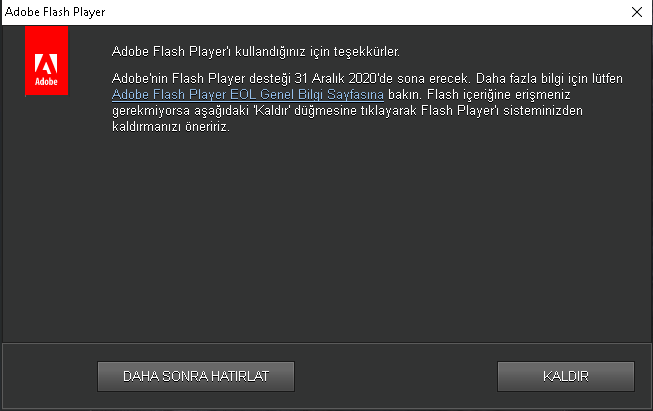 Adobe Flash Player
Adobe
Adobe Flash Player'ı kullandığınız için teşekkürler.
Adobe'nin Flash Player desteği 31 Aralık 2020'de sona erecek. Daha fazla bilgi için lütfen
Adobe Flash Player EOL Genel Bilgi Sayfasına bakın. Flash içeriğine erişmeniz
gerekmiyorsa aşağıdaki 'Kaldır' düğmesine tıklayarak Flash Player'ı sisteminizden
kaldırmanızı öneririz.
DAHA SONRA HATIRLAT
KALDIR